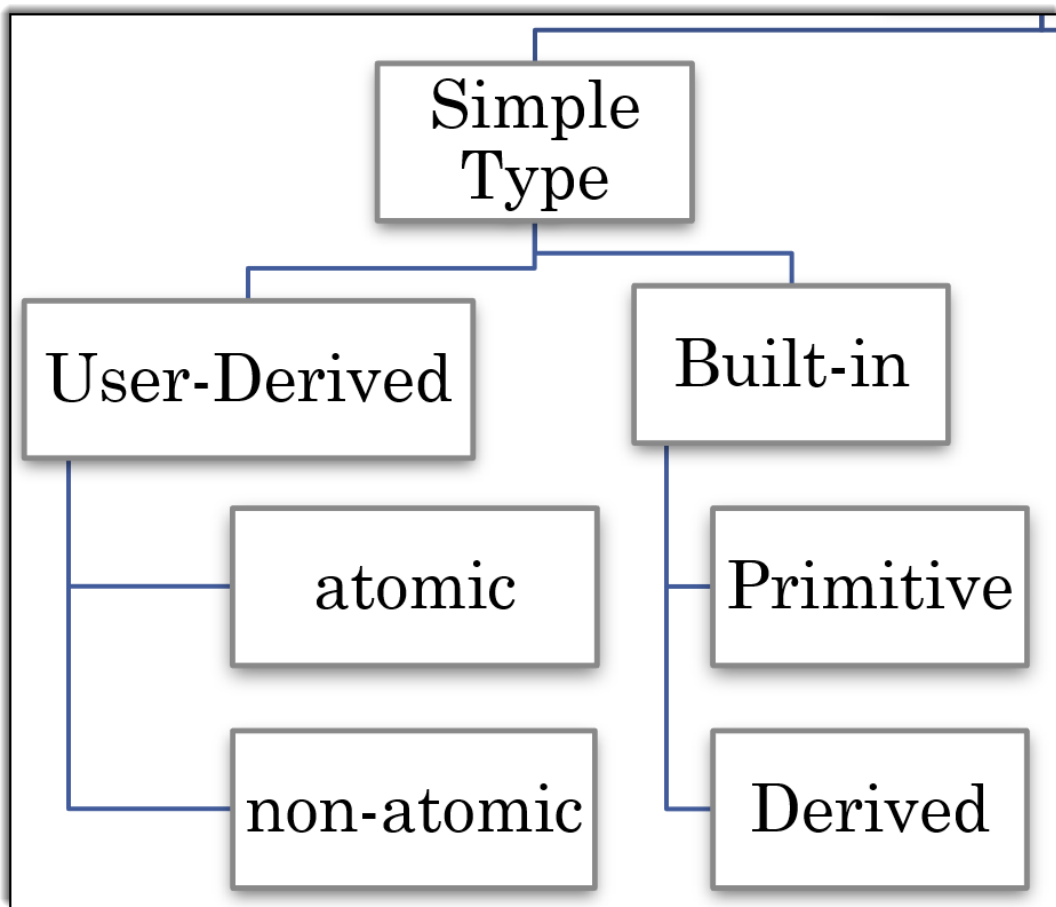 Simple
Type
User-Derived
Built-in
atomic
Primitive
non-atomic
Derived